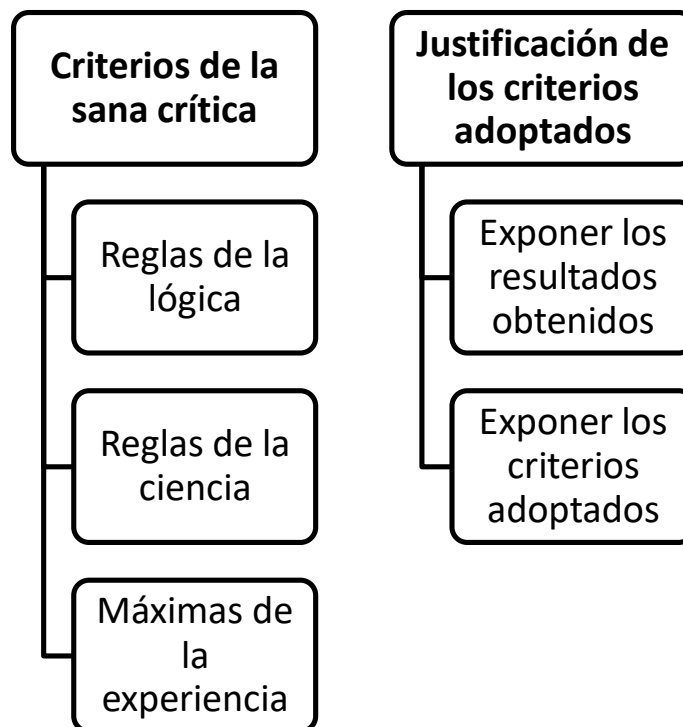 Criterios de la
sana crítica
Reglas de la
lógica
Reglas de la
ciencia
Máximas de
la
experiencia
Justificación de
los criterios
adoptados
Exponer los
resultados
obtenidos
Exponer los
criterios
adoptados